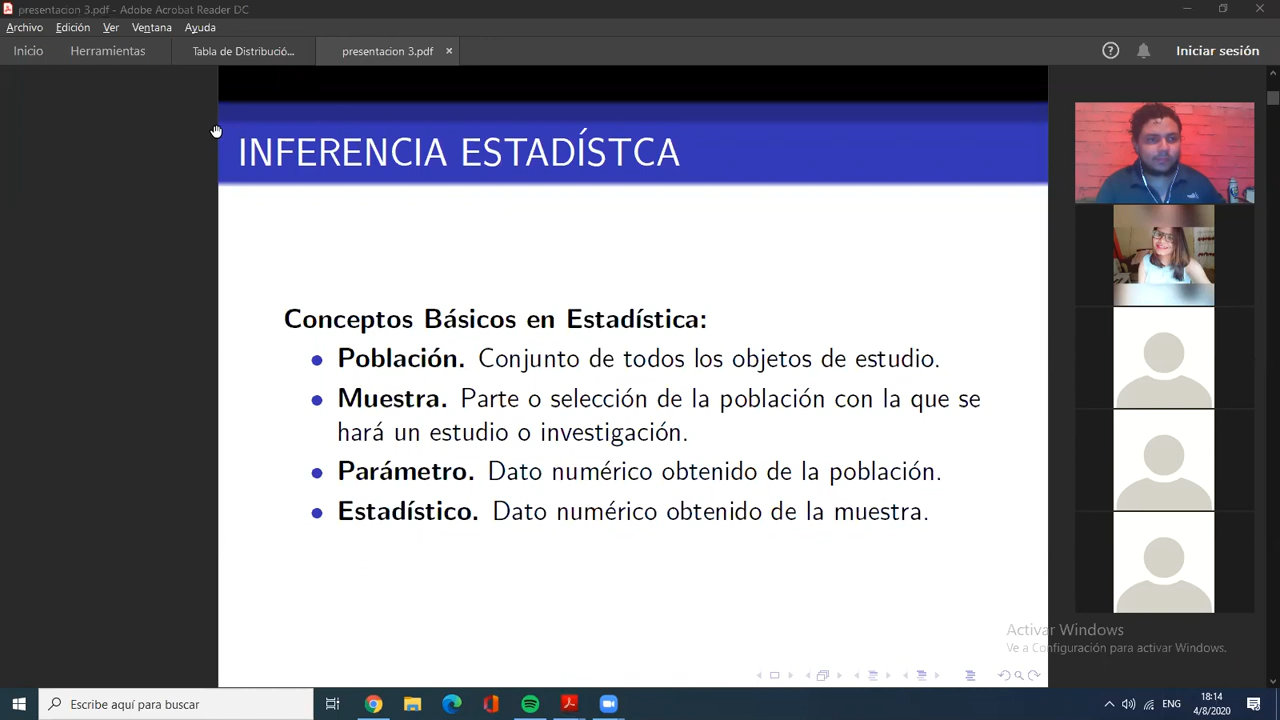 presentacion 3.pdf - Adobe Acrobat Reader DC
Archivo Edición Ver Ventana Ayuda
Inicio Herramientas Tabla de Distribució... presentacion 3.pdf × Iniciar sesión
INFERENCIA ESTADÍSTCA
Conceptos Básicos en Estadística:
• Población. Conjunto de todos los objetos de estudio.
• Muestra. Parte o selección de la población con la que se
hará un estudio o investigación.
• Parámetro. Dato numérico obtenido de la población.
• Estadístico. Dato numérico obtenido de la muestra.
Activar Windows
Ve a Configuración para activar Windows.
Escribe aquí para buscar
18:14
4/8/2020